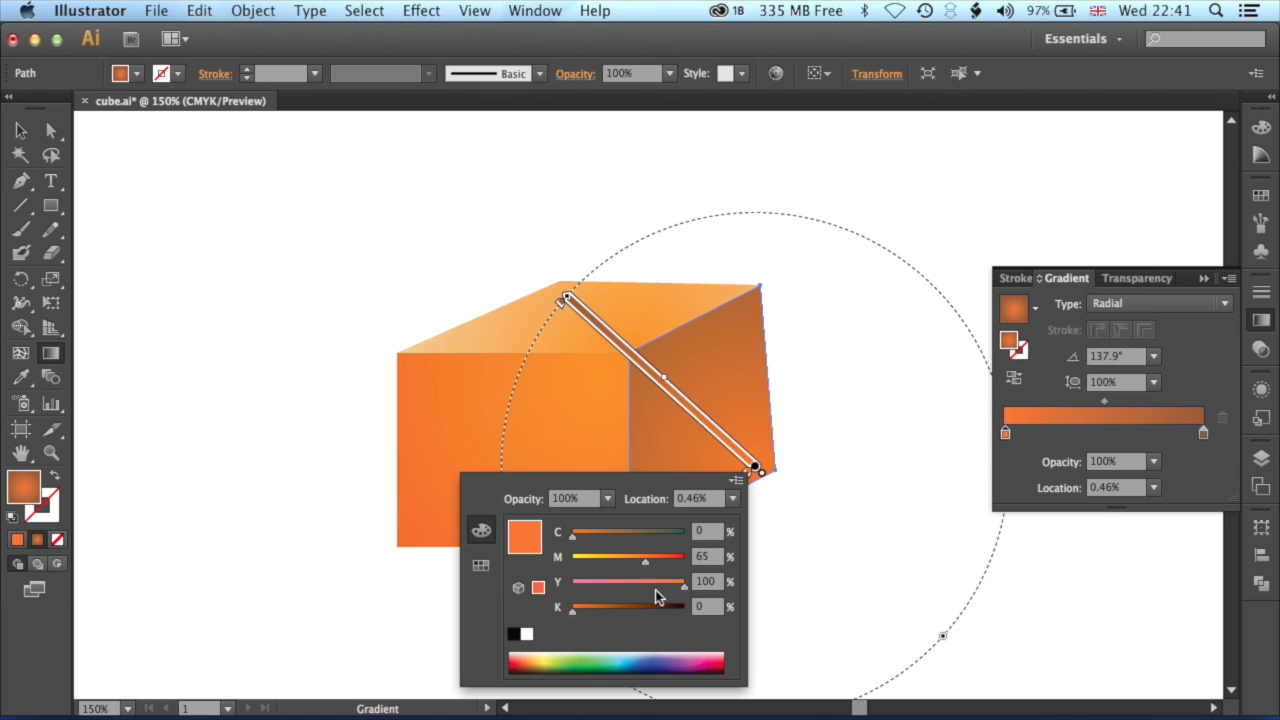 Illustrator File Edit Object Type Select Effect View Window Help 18 335 MB Free 97% Wed 22:41
Ai Br Essentials
Path Stroke: Basic Opacity: 100% Style: Transform
× cube.ai* @ 150% (CMYK/Preview)
Stroke Gradient Transparency
Type: Radial
Stroke:
137.9°
100%
Opacity: 100%
Location: 0.46%
Opacity: 100% Location: 0.46%
C 0 %
M 65 %
Y 100 %
K 0 %
150% 1 Gradient